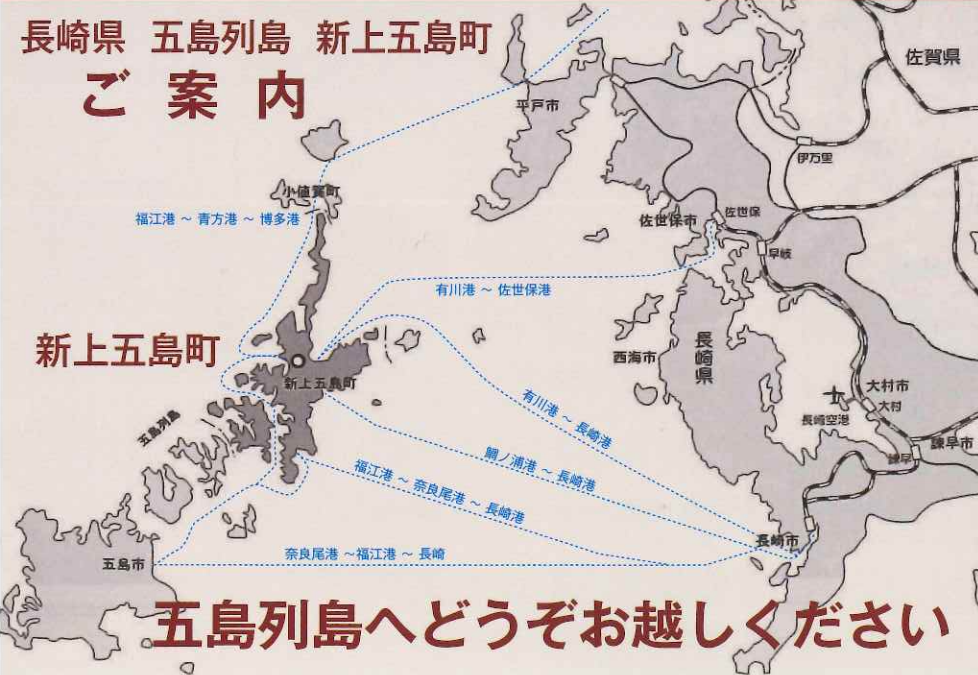 長崎県 五島列島 新上五島町
ご案内
佐賀県
平戸市
伊万里
小値賀町
福江港 ~ 青方港 ~ 博多港
佐世保市
佐世保
早岐
有川港 ~ 佐世保港
新上五島町
新上五島町
西海市
長崎県
大村市
大村
長崎空港
有川港 ~ 長崎港
五島列島
諫早市
諫早
鯛ノ浦港 ~ 長崎港
福江港 ~ 奈良尾港 ~ 長崎港
長崎市
奈良尾港 ~福江港 ~ 長崎
五島市
五島列島へどうぞお越しください